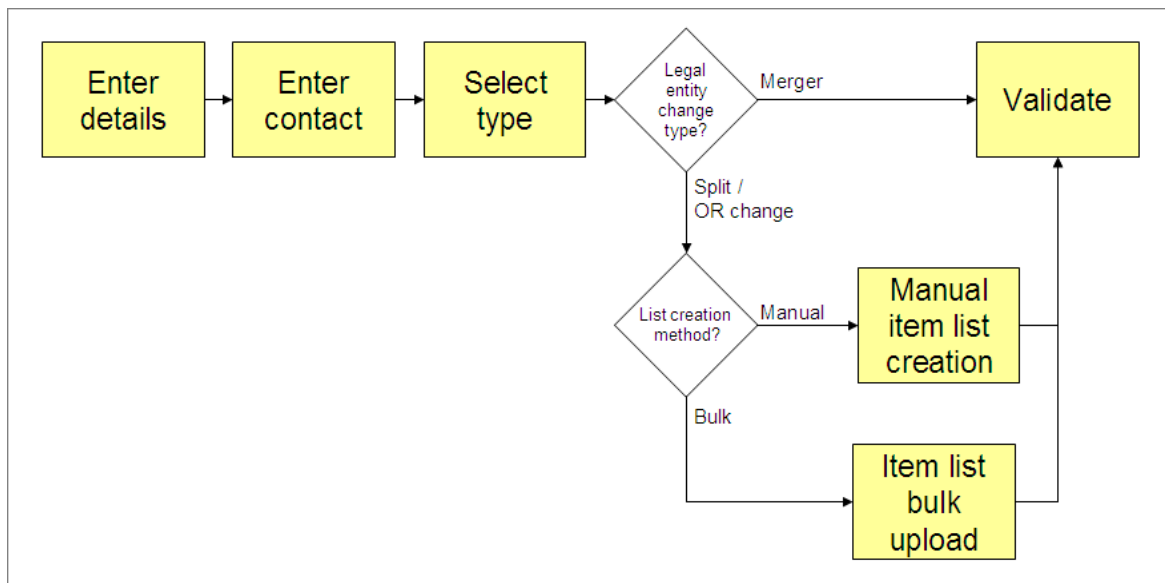 Enter
details
Enter
contact
Select
type
Legal
entity
change
type?
Merger
Validate
Split /
OR change
List creation
method?
Manual
Manual
item list
creation
Bulk
Item list
bulk
upload